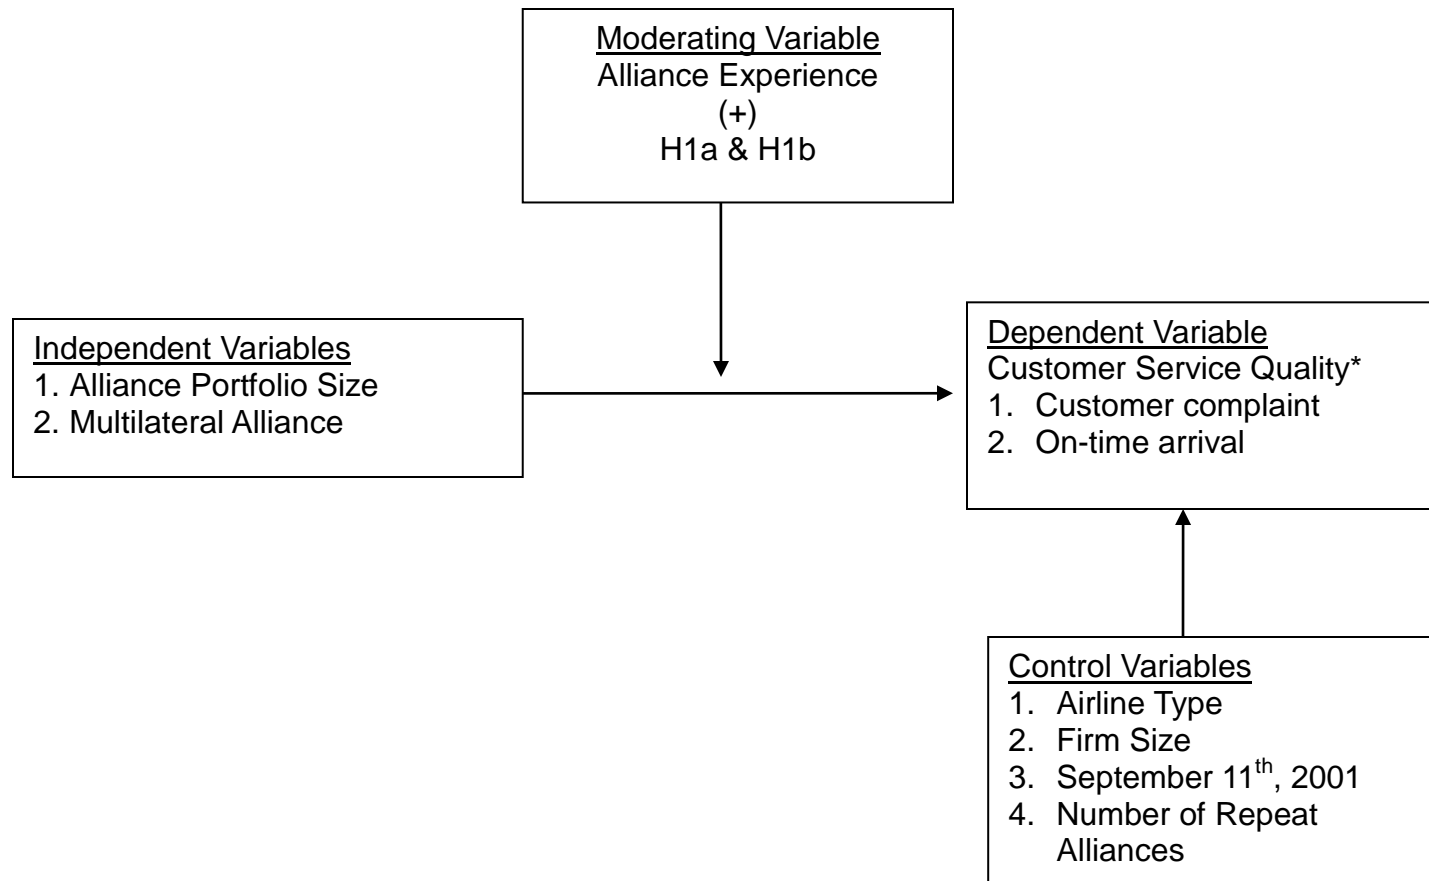 Moderating Variable
Alliance Experience
(+)
H1a & H1b
Independent Variables
1. Alliance Portfolio Size
2. Multilateral Alliance
Dependent Variable
Customer Service Quality*
1. Customer complaint
2. On-time arrival
Control Variables
1. Airline Type
2. Firm Size
3. September 11th, 2001
4. Number of Repeat
Alliances